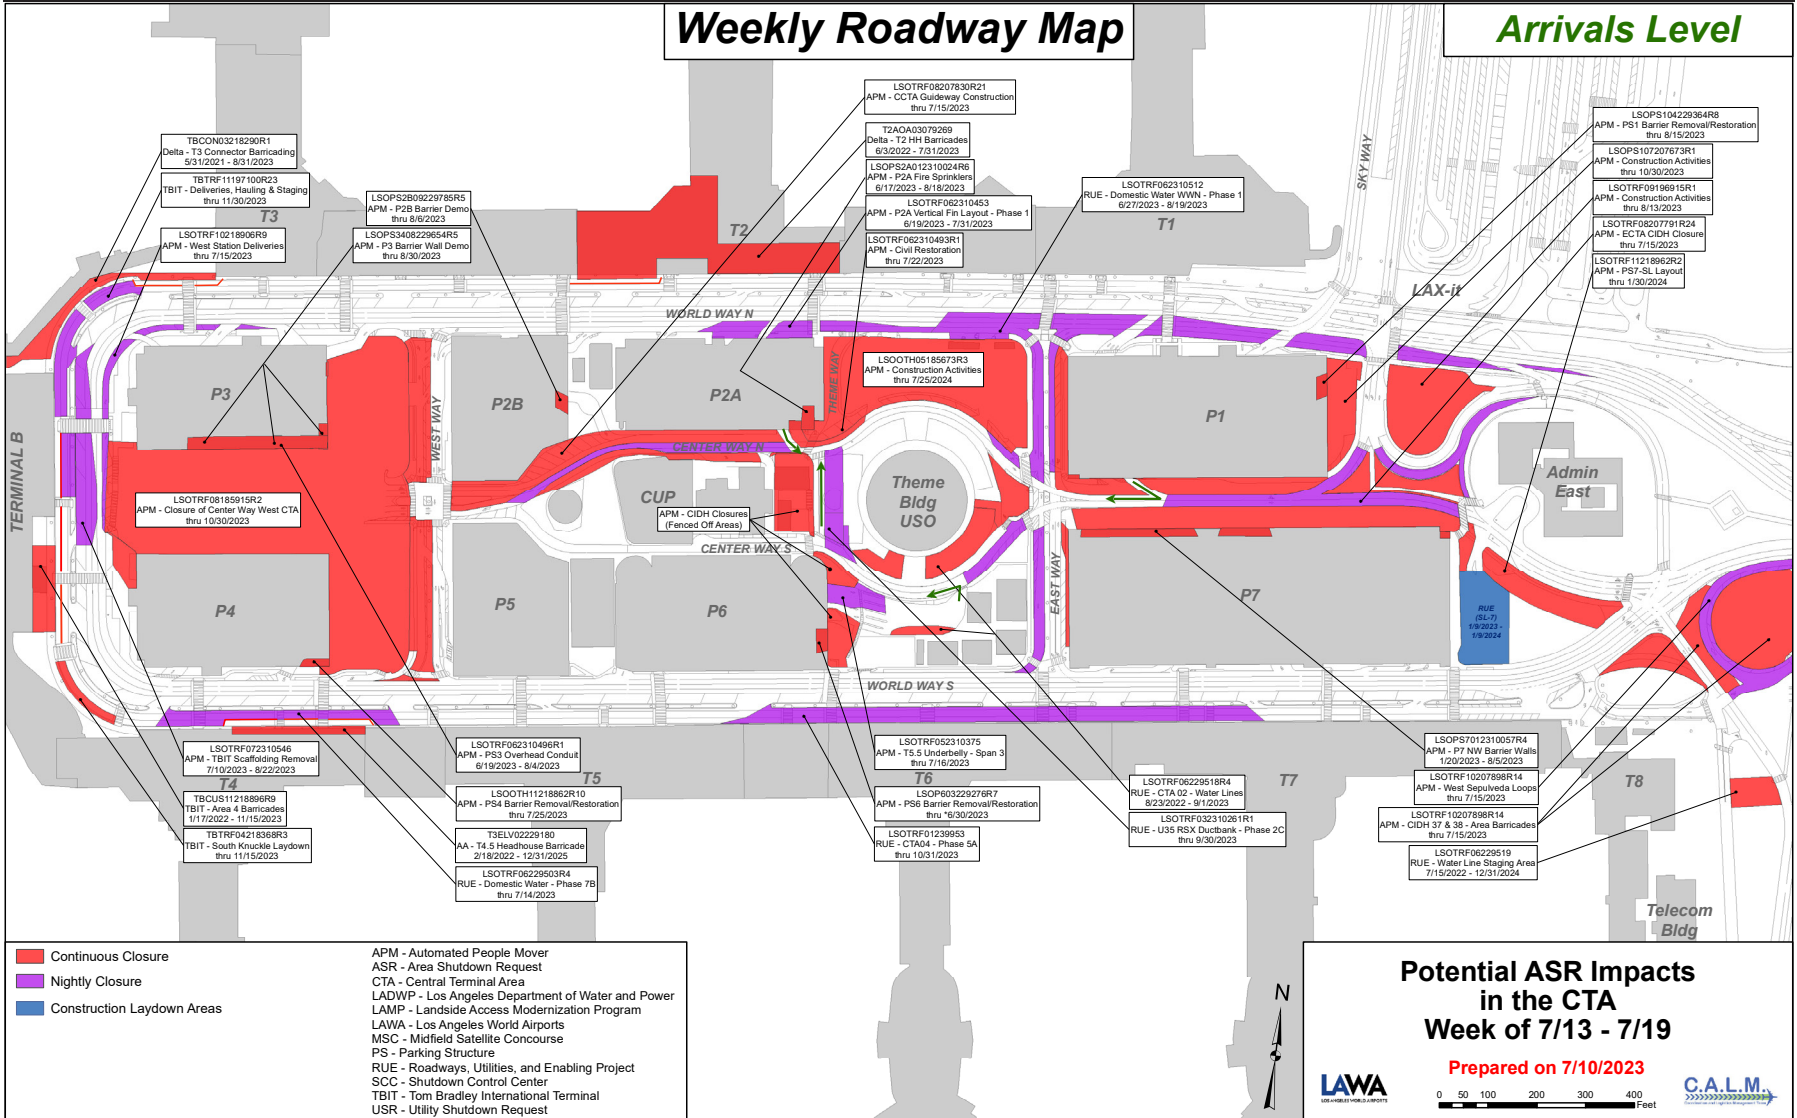 Weekly Roadway Map
Arrivals Level
LSOTRF08207830R21
APM - CCTA Guideway Construction
thru 7/15/2023
T2AOA03079269
Delta - T2 HH Barricades
6/3/2022 - 7/31/2023
LSOPS2A012310024R6
APM - P2A Fire Sprinklers
6/17/2023 - 8/18/2023
LSOTRF062310453
APM - P2A Vertical Fin Layout - Phase 1
6/19/2023 - 7/31/2023
LSOTRF062310493R1
APM - Civil Restoration
thru 7/22/2023
TBCON03218290R1
Delta - T3 Connector Barricading
5/31/2021 - 8/31/2023
TBTRF11197100R23
TBIT - Deliveries, Hauling & Staging
thru 11/30/2023
LSOTRF10218906R9
APM - West Station Deliveries
thru 7/15/2023
LSOPS2B09229785R5
APM - P2B Barrier Demo
thru 8/6/2023
LSOPS3408229654R5
APM - P3 Barrier Wall Demo
thru 8/30/2023
LSOTRF062310512
RUE - Domestic Water WWN - Phase 1
6/27/2023 - 8/19/2023
LSOPS104229364R8
APM - PS1 Barrier Removal/Restoration
thru 8/15/2023
LSOPS107207673R1
APM - Construction Activities
thru 10/30/2023
LSOTRF09196915R1
APM - Construction Activities
thru 8/13/2023
LSOTRF08207791R24
APM - ECTA CIDH Closure
thru 7/15/2023
LSOTRF11218962R2
APM - PS7-SL Layout
thru 1/30/2024
T3
T2
T1
SKY WAY
LAX-it
WORLD WAY N
P3
P2B
P2A
THEME WAY
LSOOTH05185673R3
APM - Construction Activities
thru 7/25/2024
P1
WEST WAY
CENTER WAY N
TERMINAL B
LSOTRF08185915R2
APM - Closure of Center Way West CTA
thru 10/30/2023
CUP
APM - CIDH Closures
(Fenced Off Areas)
Theme
Bldg
USO
Admin
East
CENTER WAY S
EAST WAY
P4
P5
P6
P7
RUE
(SL-7)
1/9/2023 -
1/9/2024
WORLD WAY S
LSOTRF072310546
APM - TBIT Scaffolding Removal
7/10/2023 - 8/22/2023
T4
TBCUS11218896R9
TBIT - Area 4 Barricades
1/17/2022 - 11/15/2023
TBTRF04218368R3
TBIT - South Knuckle Laydown
thru 11/15/2023
LSOTRF062310496R1
APM - PS3 Overhead Conduit
6/19/2023 - 8/4/2023
T5
LSOOTH11218862R10
APM - PS4 Barrier Removal/Restoration
thru 7/25/2023
T3ELV02229180
AA - T4.5 Headhouse Barricade
2/18/2022 - 12/31/2025
LSOTRF06229503R4
RUE - Domestic Water - Phase 7B
thru 7/14/2023
LSOTRF052310375
APM - T5.5 Underbelly - Span 3
thru 7/16/2023
T6
LSOP603229276R7
APM - PS6 Barrier Removal/Restoration
thru *6/30/2023
LSOTRF01239953
RUE - CTA04 - Phase 5A
thru 10/31/2023
LSOTRF06229518R4
RUE - CTA 02 - Water Lines
8/23/2022 - 9/1/2023
LSOTRF032310261R1
RUE - U35 RSX Ductbank - Phase 2C
thru 9/30/2023
T7
LSOPS7012310057R4
APM - P7 NW Barrier Walls
1/20/2023 - 8/5/2023
LSOTRF10207898R14
APM - West Sepulveda Loops
thru 7/15/2023
LSOTRF10207898R14
APM - CIDH 37 & 38 - Area Barricades
thru 7/15/2023
LSOTRF06229519
RUE - Water Line Staging Area
7/15/2022 - 12/31/2024
T8
Telecom
Bldg
Continuous Closure
Nightly Closure
Construction Laydown Areas
APM - Automated People Mover
ASR - Area Shutdown Request
CTA - Central Terminal Area
LADWP - Los Angeles Department of Water and Power
LAMP - Landside Access Modernization Program
LAWA - Los Angeles World Airports
MSC - Midfield Satellite Concourse
PS - Parking Structure
RUE - Roadways, Utilities, and Enabling Project
SCC - Shutdown Control Center
TBIT - Tom Bradley International Terminal
USR - Utility Shutdown Request
N
Potential ASR Impacts
in the CTA
Week of 7/13 - 7/19
Prepared on 7/10/2023
LAWA
LOS ANGELES WORLD AIRPORTS
0 50 100 200 300 400
Feet
C.A.L.M.